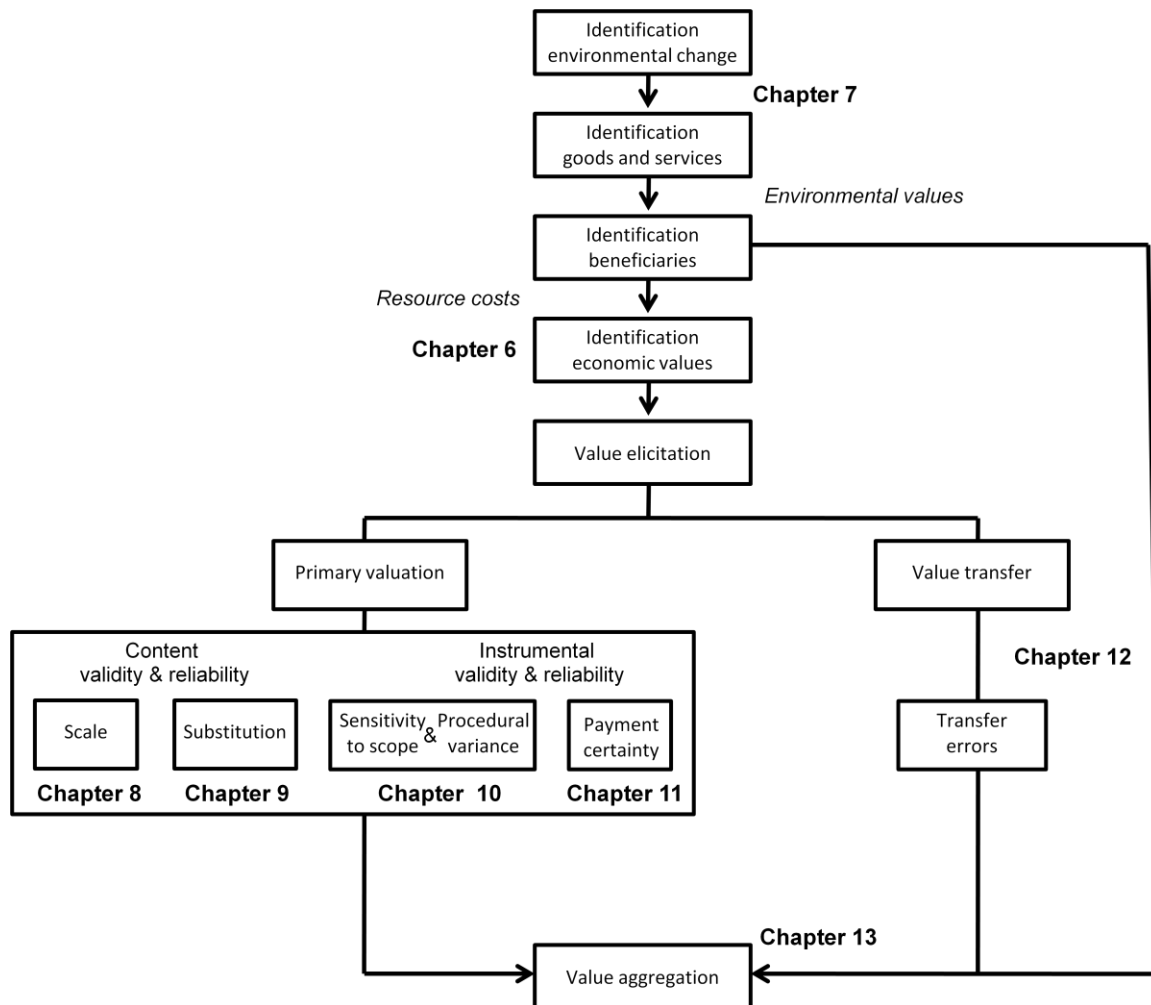 Identification
environmental change
Chapter 7
Identification
goods and services
Environmental values
Identification
beneficiaries
Resource costs
Identification
economic values
Chapter 6
Value elicitation
Primary valuation
Value transfer
Content
validity & reliability
Instrumental
validity & reliability
Chapter 12
Scale
Substitution
Sensitivity
to scope
&
Procedural
variance
Payment
certainty
Transfer
errors
Chapter 8
Chapter 9
Chapter 10
Chapter 11
Chapter 13
Value aggregation